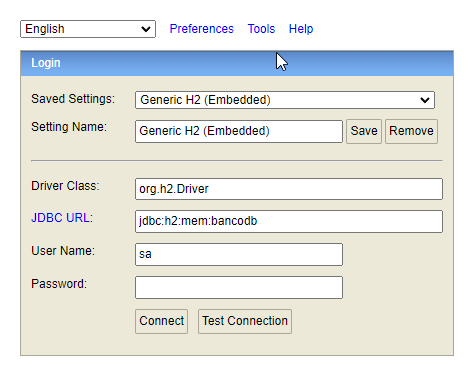 English Preferences Tools Help
Login
Saved Settings: Generic H2 (Embedded)
Setting Name: Generic H2 (Embedded) Save Remove
Driver Class: org.h2.Driver
JDBC URL: jdbc:h2:mem:bancodb
User Name: sa
Password:
Connect Test Connection